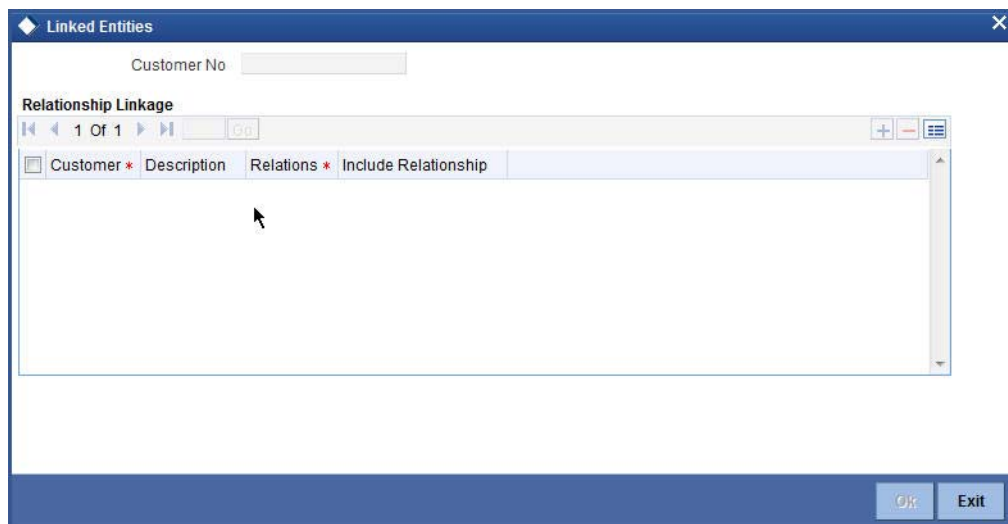 Linked Entities
Customer No
Relationship Linkage
1 Of 1 Go
Customer * Description Relations * Include Relationship
Ok Exit